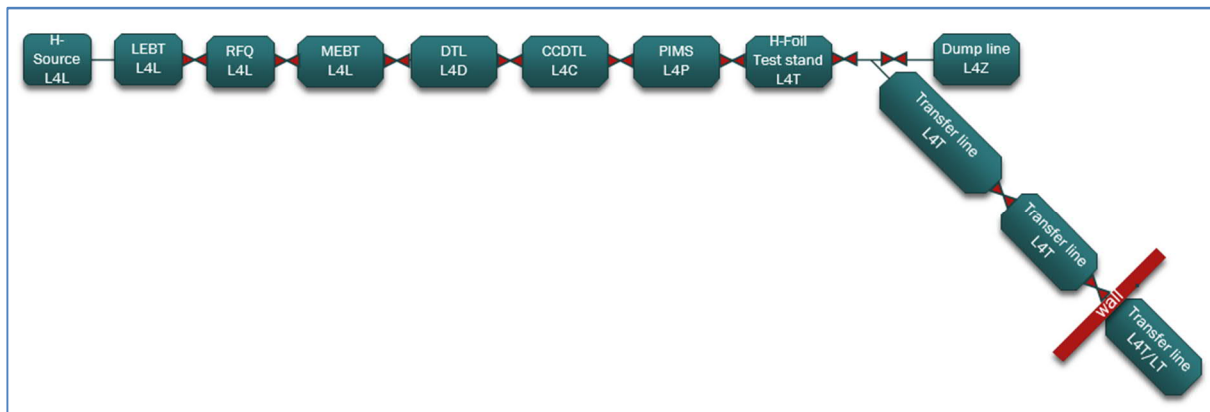 H-
Source
L4L
LEBT
L4L
RFQ
L4L
MEBT
L4L
DTL
L4D
CCDTL
L4C
PIMS
L4P
H-Foil
Test stand
L4T
Dump line
L4Z
Transfer line
L4T
Transfer line
L4T
wall
Transfer line
L4T/LT